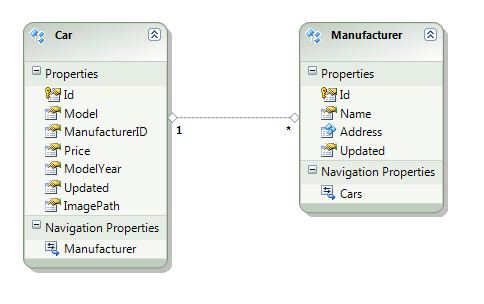 Car
Properties
Id
Model
ManufacturerID
Price
ModelYear
Updated
ImagePath
Navigation Properties
Manufacturer
1
*
Manufacturer
Properties
Id
Name
Address
Updated
Navigation Properties
Cars